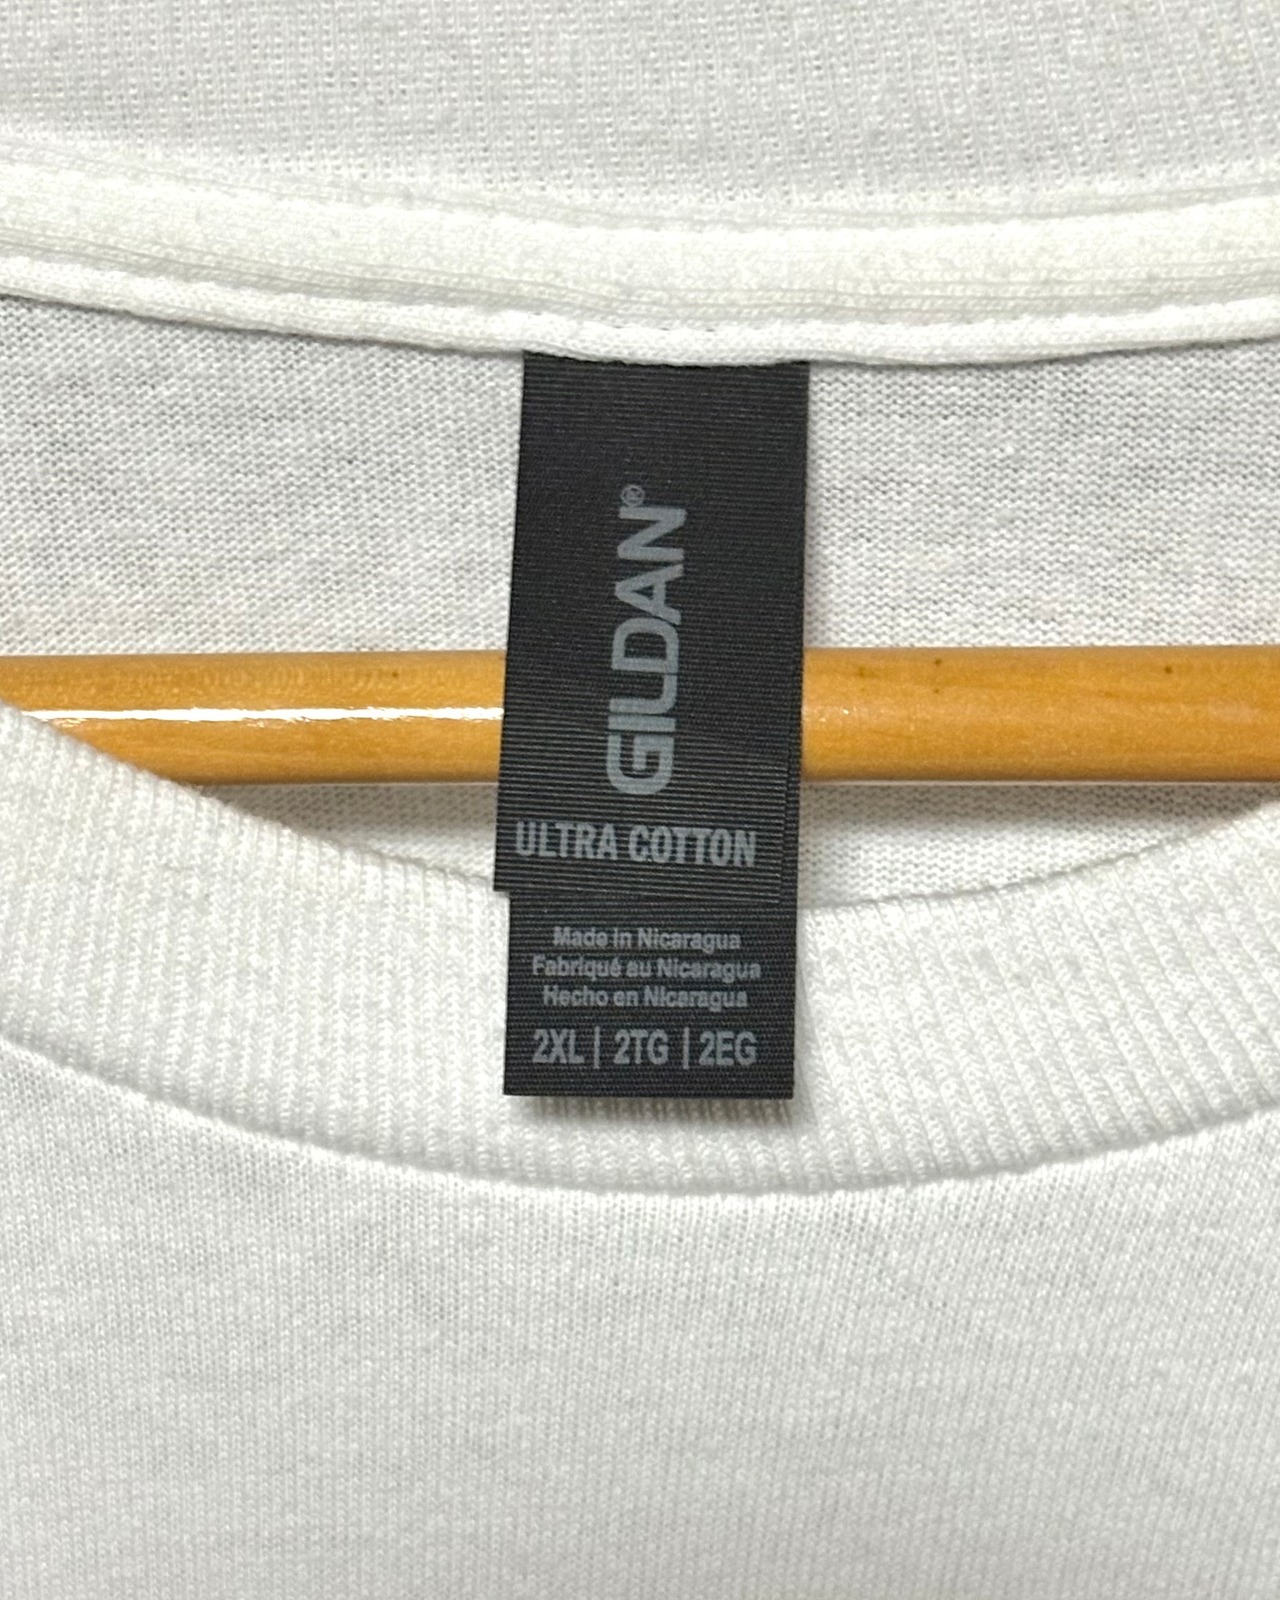 GILDAN®
ULTRA COTTON
Made in Nicaragua
Fabriqué au Nicaragua
Hecho en Nicaragua
2XL | 2TG | 2EG